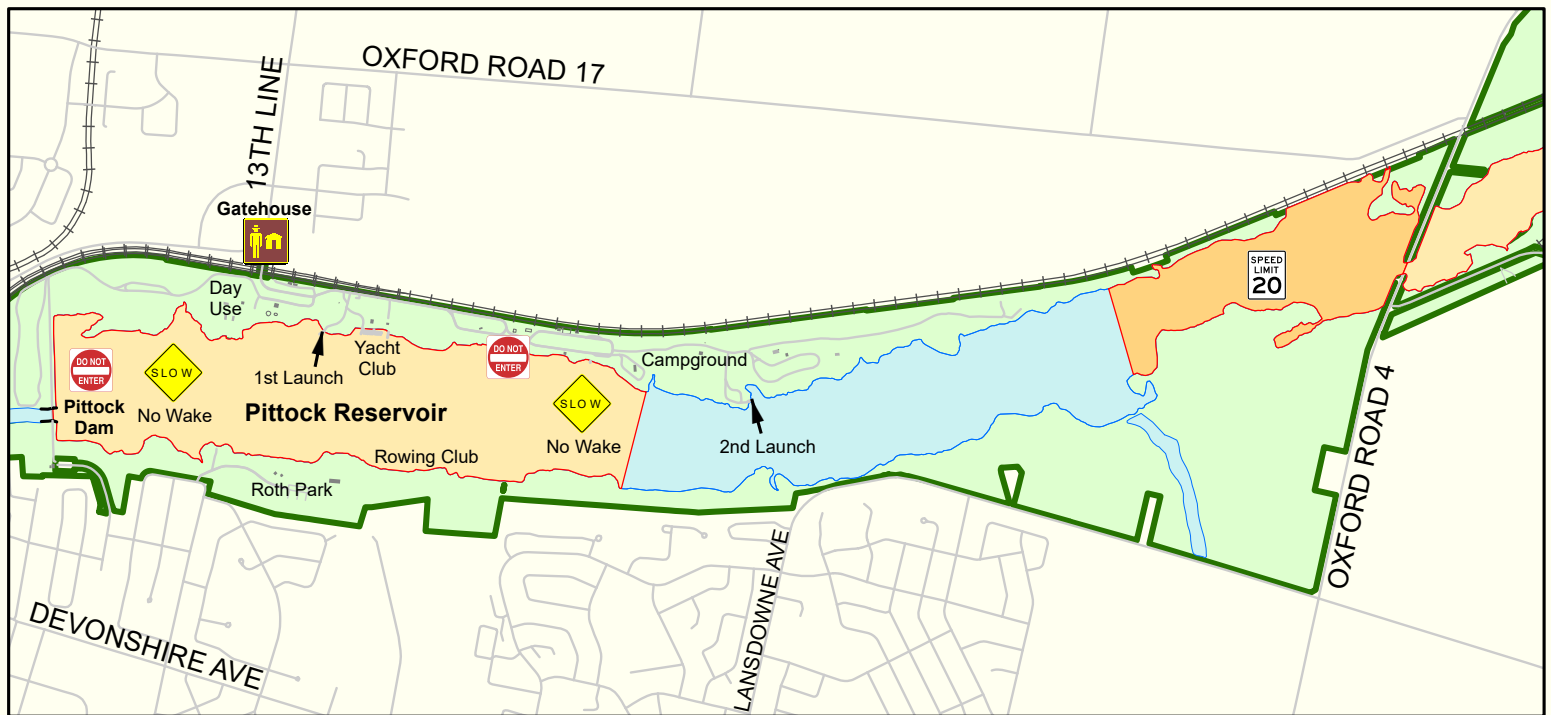 OXFORD ROAD 17
13TH LINE
Gatehouse
SPEED
LIMIT
20
Day
Use
DO NOT
ENTER
SLOW
1st Launch
Yacht
Club
DO NOT
ENTER
Campground
SLOW
Pittock
Dam
No Wake
Pittock Reservoir
No Wake
2nd Launch
Rowing Club
Roth Park
OXFORD ROAD 4
LANSDOWNE AVE
DEVONSHIRE AVE